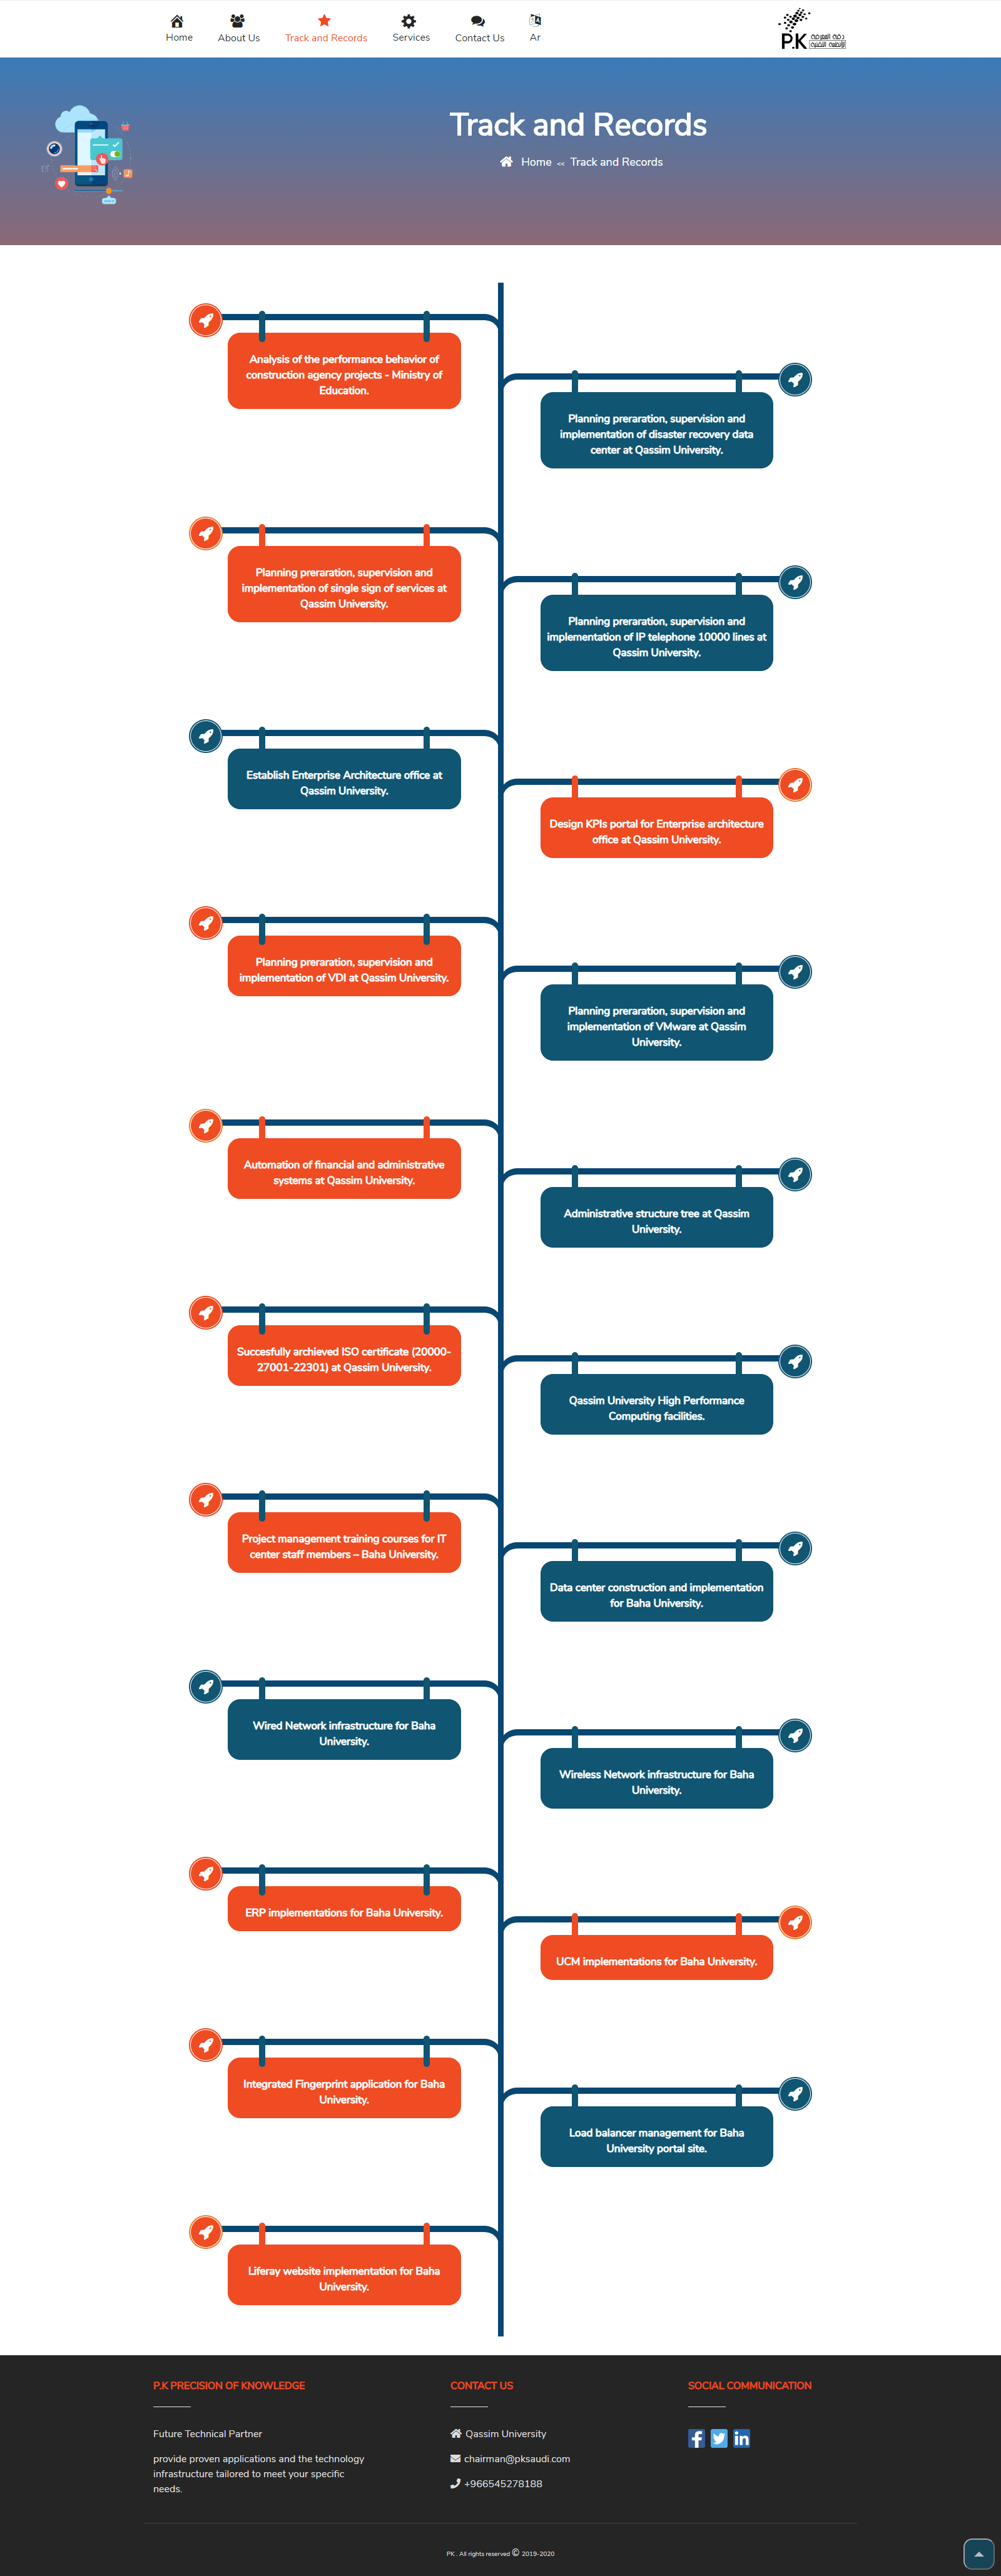 Home
About Us
Track and Records
Services
Contact Us
Ar
P.K
دقة المعرفة
للأنظمة التقنية
Track and Records
Home << Track and Records
Analysis of the performance behavior of
construction agency projects - Ministry of
Education.
Planning preraration, supervision and
implementation of disaster recovery data
center at Qassim University.
Planning preraration, supervision and
implementation of single sign of services at
Qassim University.
Planning preraration, supervision and
implementation of IP telephone 10000 lines at
Qassim University.
Establish Enterprise Architecture office at
Qassim University.
Design KPIs portal for Enterprise architecture
office at Qassim University.
Planning preraration, supervision and
implementation of VDI at Qassim University.
Planning preraration, supervision and
implementation of VMware at Qassim
University.
Automation of financial and administrative
systems at Qassim University.
Administrative structure tree at Qassim
University.
Succesfully archieved ISO certificate (20000-
27001-22301) at Qassim University.
Qassim University High Performance
Computing facilities.
Project management training courses for IT
center staff members – Baha University.
Data center construction and implementation
for Baha University.
Wired Network infrastructure for Baha
University.
Wireless Network infrastructure for Baha
University.
ERP implementations for Baha University.
UCM implementations for Baha University.
Integrated Fingerprint application for Baha
University.
Load balancer management for Baha
University portal site.
Liferay website implementation for Baha
University.
P.K PRECISION OF KNOWLEDGE
Future Technical Partner
provide proven applications and the technology
infrastructure tailored to meet your specific
needs.
CONTACT US
Qassim University
chairman@pksaudi.com
+966545278188
SOCIAL COMMUNICATION
PK . All rights reserved © 2019-2020